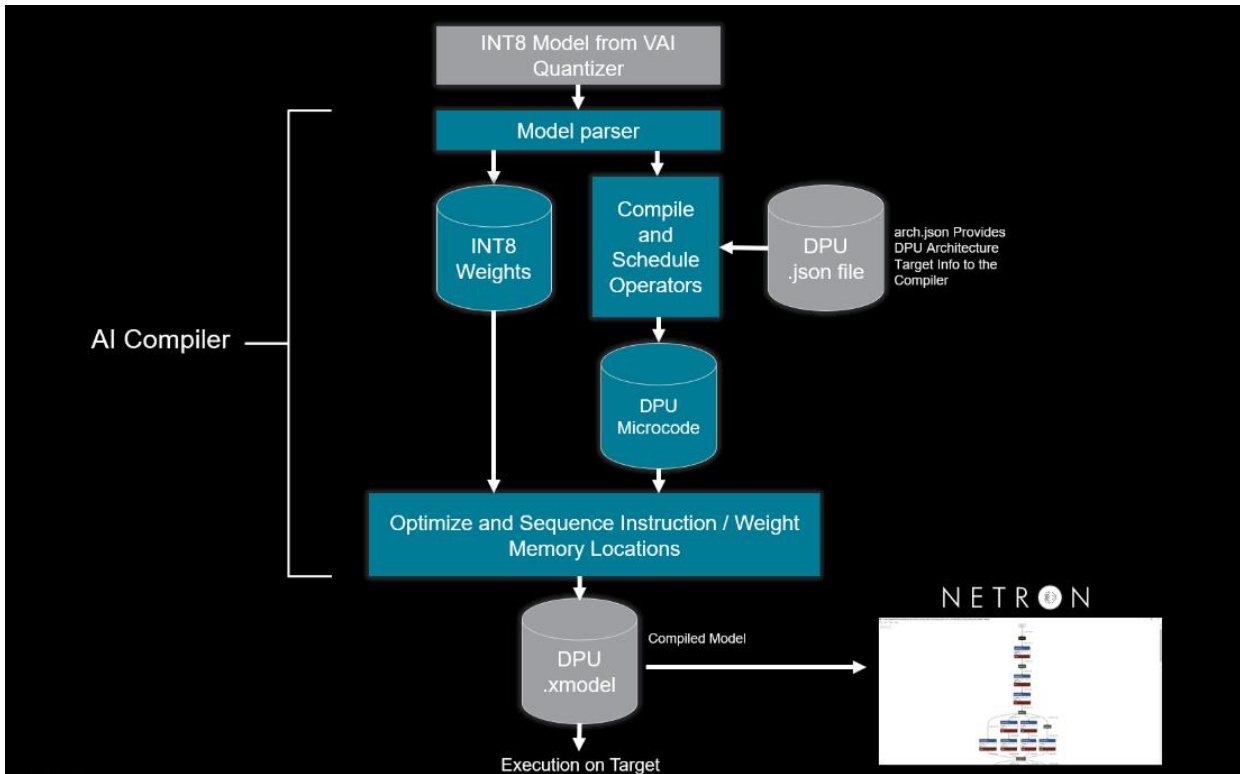 INT8 Model from VAI
Quantizer
Model parser
INT8
Weights
Compile
and
Schedule
Operators
DPU
.json file
arch.json Provides
DPU Architecture
Target Info to the
Compiler
AI Compiler
DPU
Microcode
Optimize and Sequence Instruction / Weight
Memory Locations
NETRON
DPU
.xmodel
Compiled Model
Execution on Target